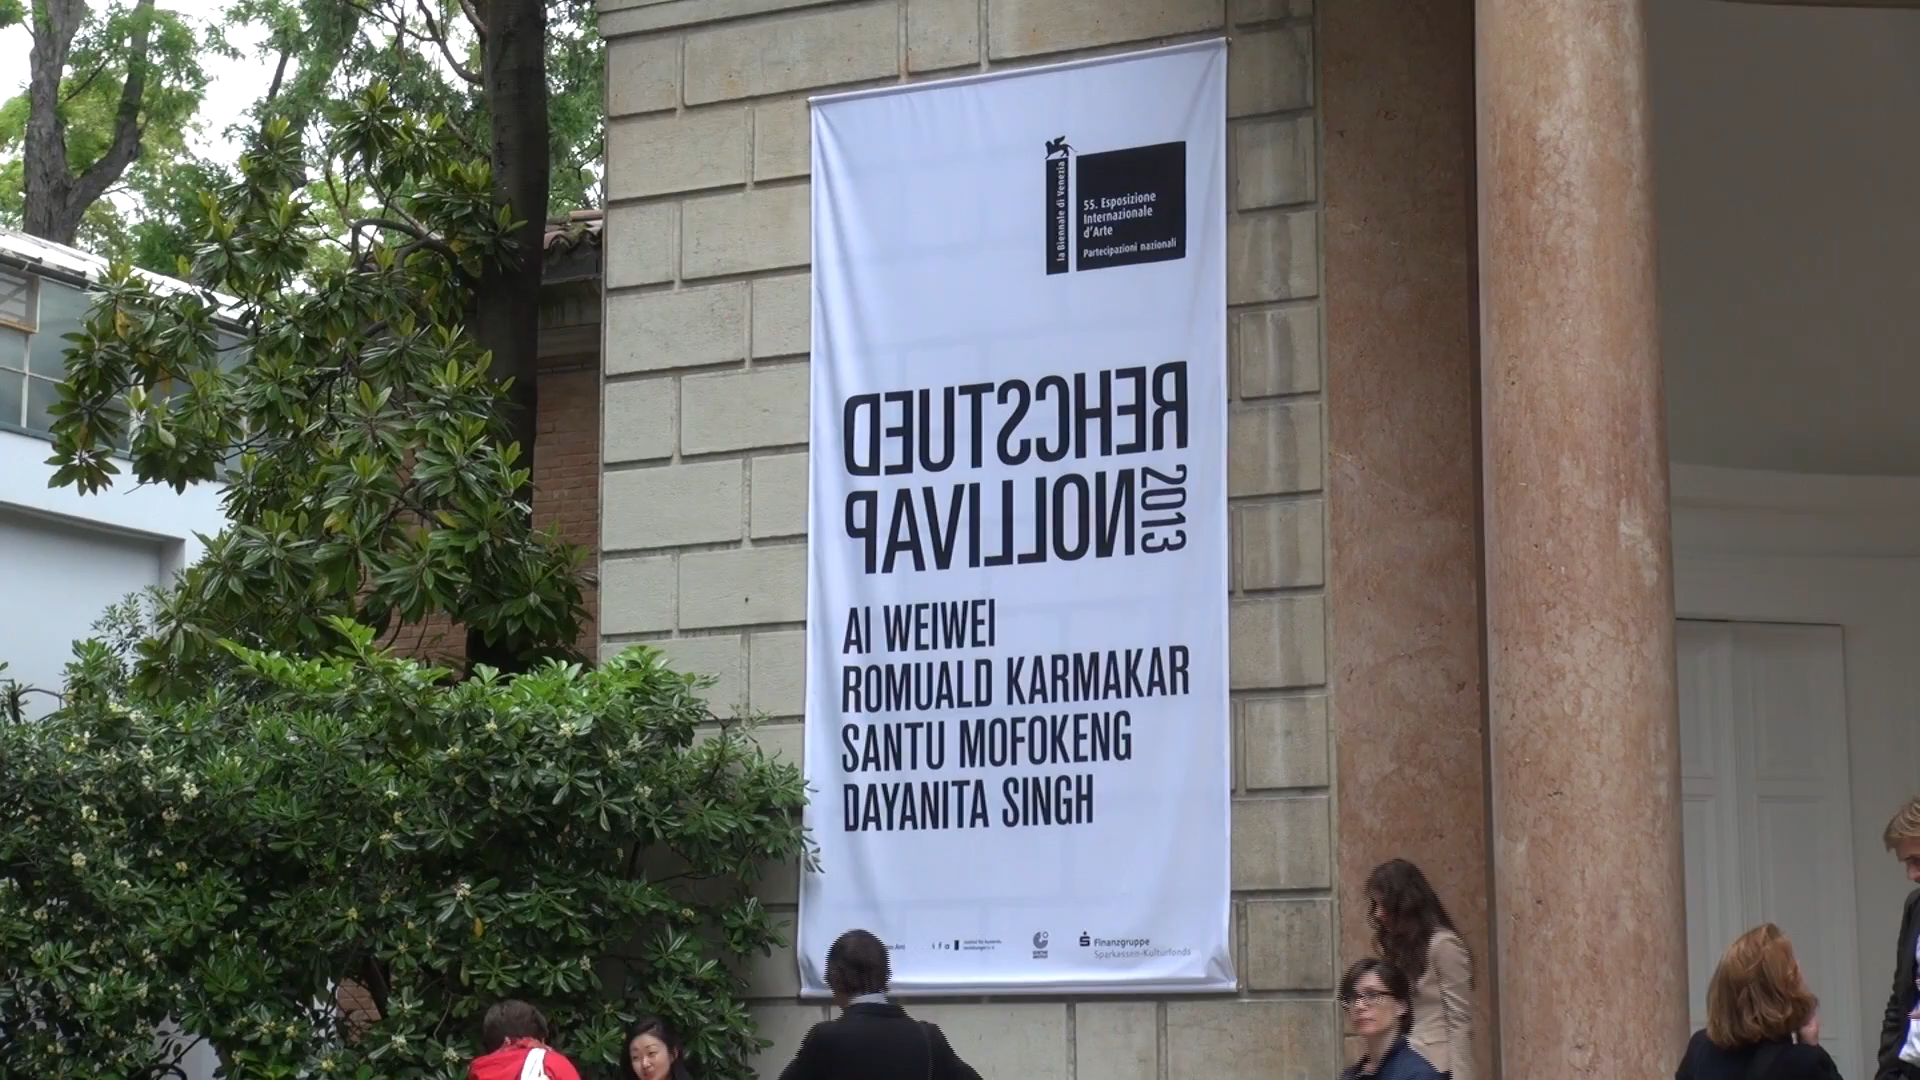 la Biennale di Venezia
55. Esposizione
Internazionale
d'Arte
Partecipazioni nazionali
DEUTSCHER
PAVILLON
2013
AI WEIWEI
ROMUALD KARMAKAR
SANTU MOFOKENG
DAYANITA SINGH
ifa
Finanzgruppe
Sparkassen-Kulturfonds